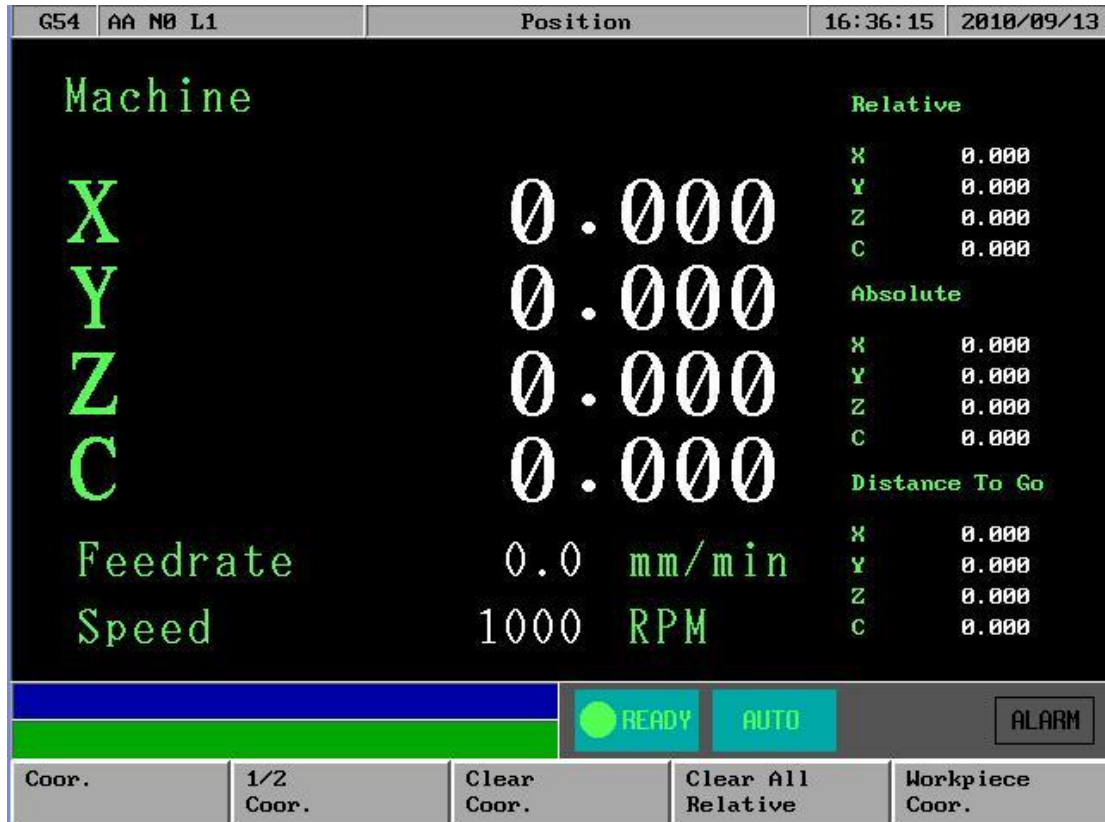 G54 AA N0 L1 Position 16:36:15 2010/09/13
Machine
X 0.000
Y 0.000
Z 0.000
C 0.000
Feedrate 0.0 mm/min
Speed 1000 RPM
Relative
X 0.000
Y 0.000
Z 0.000
C 0.000
Absolute
X 0.000
Y 0.000
Z 0.000
C 0.000
Distance To Go
X 0.000
Y 0.000
Z 0.000
C 0.000
READY AUTO ALARM
Coor.
1/2
Coor.
Clear
Coor.
Clear All
Relative
Workpiece
Coor.